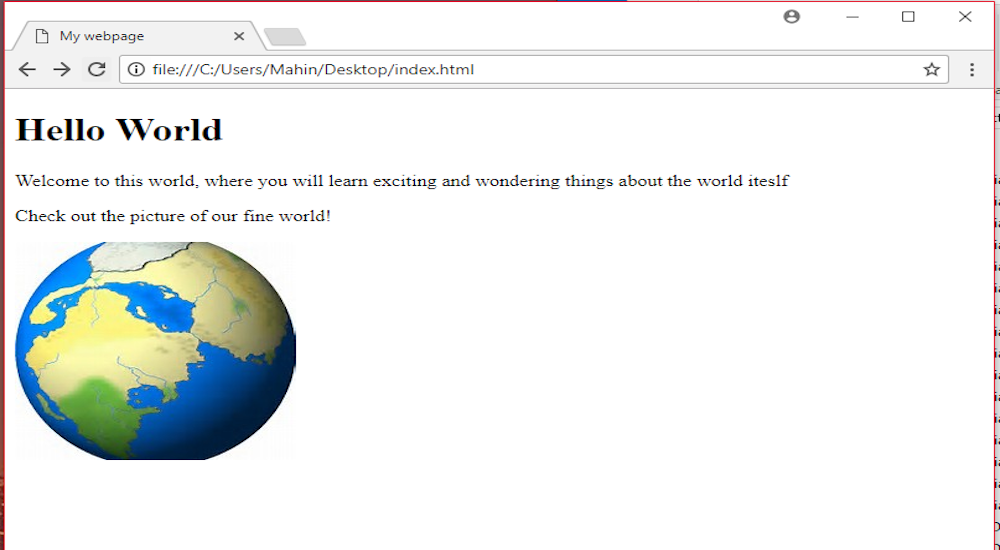 My webpage
file:///C:/Users/Mahin/Desktop/index.html
Hello World
Welcome to this world, where you will learn exciting and wondering things about the world iteslf
Check out the picture of our fine world!